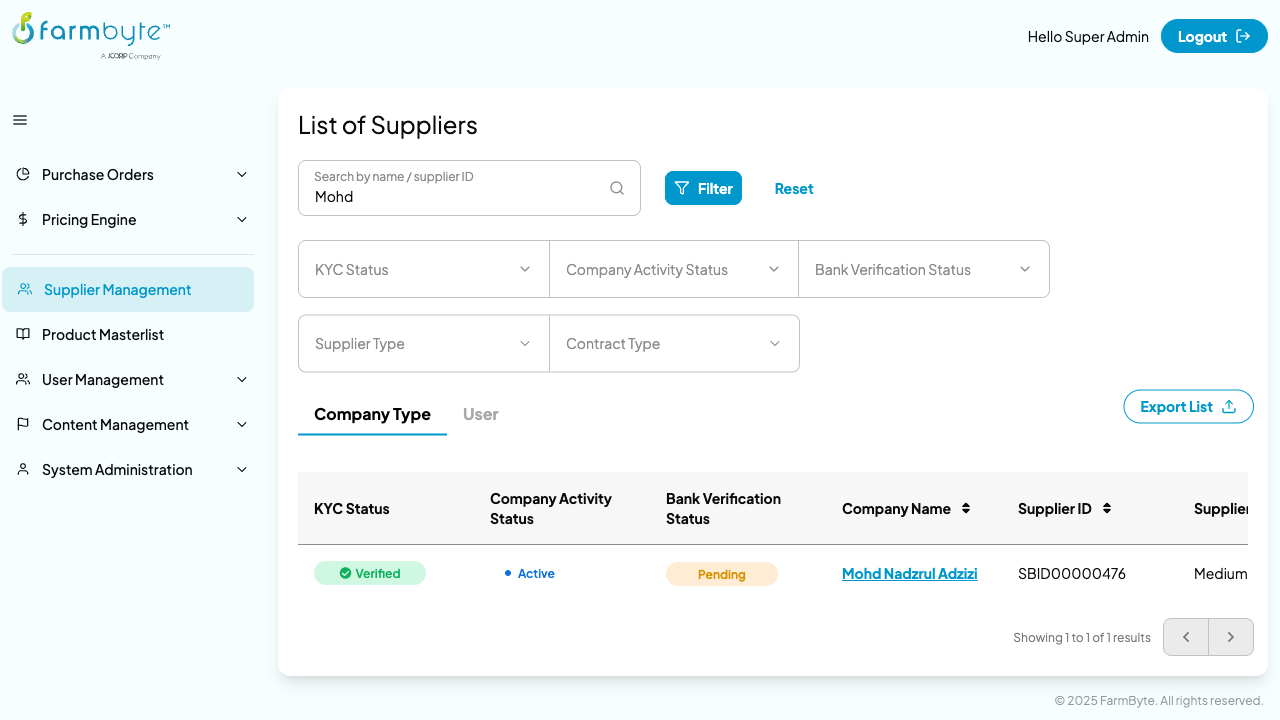 farmbyte™
A JCORP Company
Hello Super Admin
Logout
Purchase Orders
Pricing Engine
Supplier Management
Product Masterlist
User Management
Content Management
System Administration
List of Suppliers
Search by name / supplier ID
Mohd
Filter
Reset
KYC Status
Company Activity Status
Bank Verification Status
Supplier Type
Contract Type
Company Type
User
Export List
KYC Status
Company Activity
Status
Bank Verification
Status
Company Name
Supplier ID
Supplier
Verified
Active
Pending
Mohd Nadzrul Adzizi
SBID00000476
Medium
Showing 1 to 1 of 1 results
© 2025 FarmByte. All rights reserved.